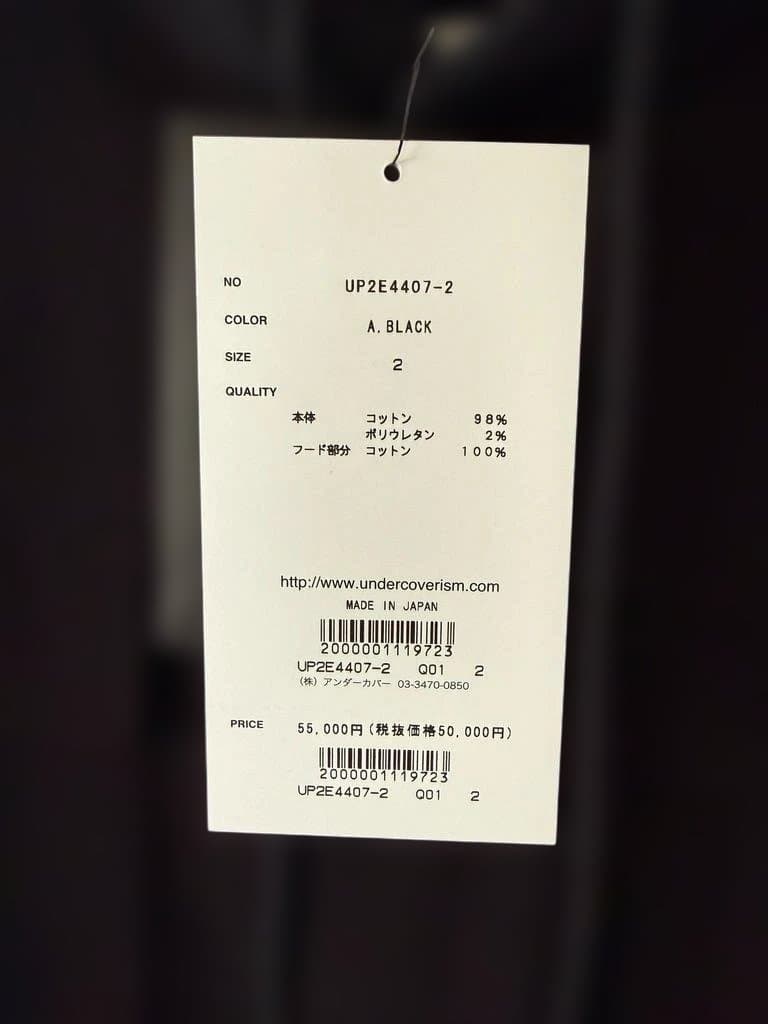 NO UP2E4407-2
COLOR A.BLACK
SIZE 2
QUALITY
本体 コットン 98%
ポリウレタン 2%
フード部分 コットン 100%
http://www.undercoverism.com
MADE IN JAPAN
2000001119723
UP2E4407-2 Q01 2
(株) アンダーカバー 03-3470-0850
PRICE 55,000円(税抜価格50,000円)
2000001119723
UP2E4407-2 Q01 2